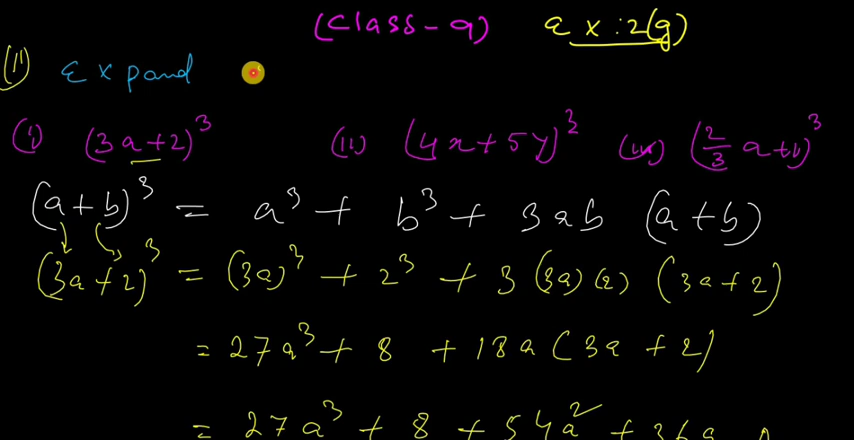 (class-9) Ex:2(g)
(1) Expand
(i) (3a+2)³ (ii) (4x+5y)³ (iii) (2/3 a+b)³
(a+b)³ = a³ + b³ + 3ab (a+b)
(3a+2)³ = (3a)³ + 2³ + 3(3a)(2) (3a+2)
= 27a³ + 8 + 18a(3a+2)
= 27a³ + 8 + 54a² + 36a